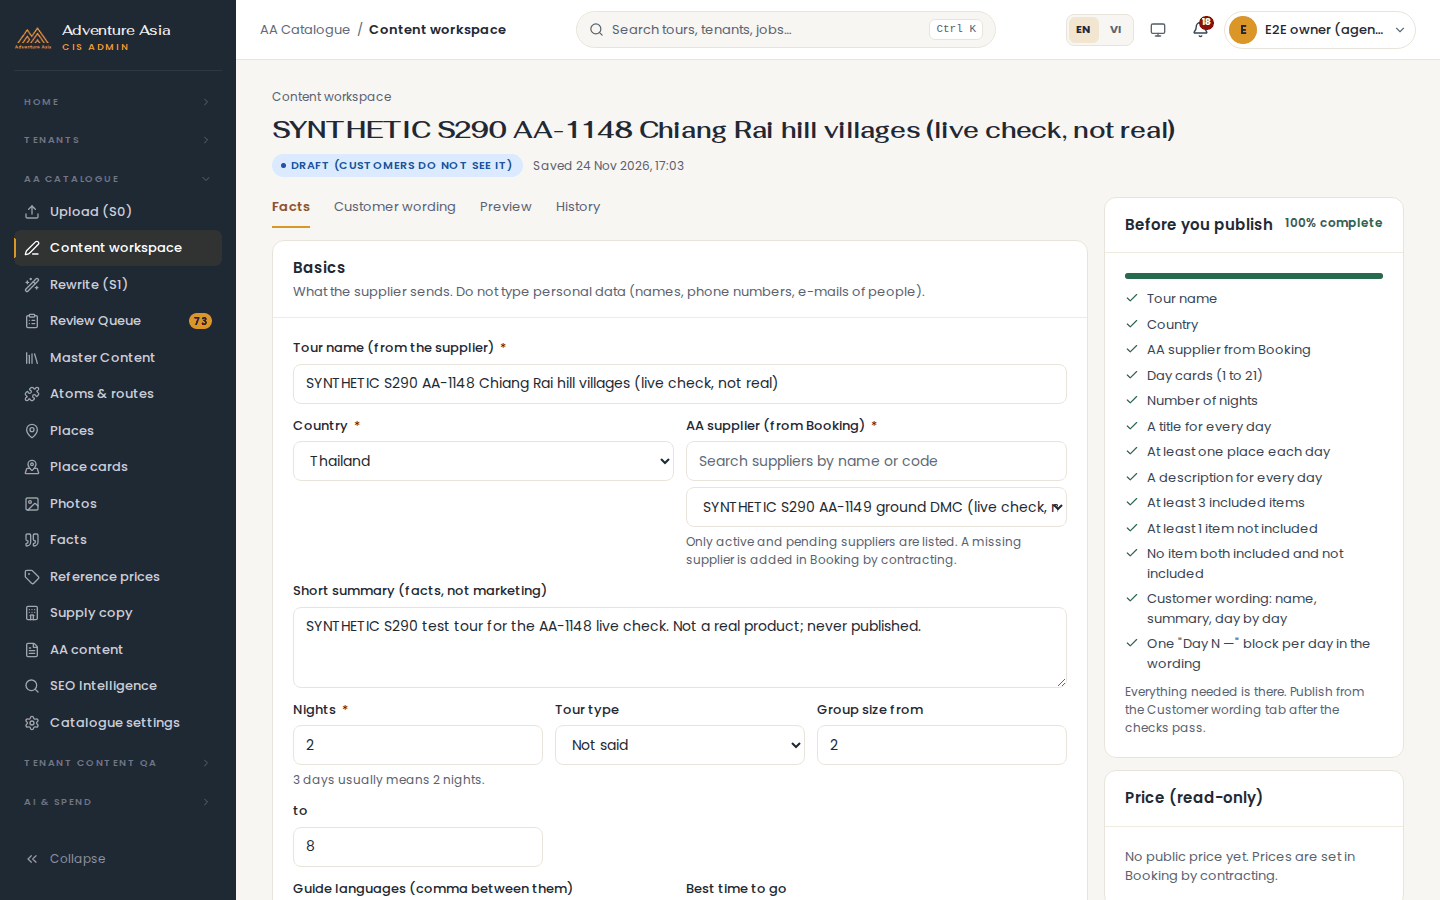 Adventure Asia
Adventure Asia
CIS ADMIN
HOME
TENANTS
AA CATALOGUE
Upload (S0)
Content workspace
Rewrite (S1)
Review Queue
73
Master Content
Atoms & routes
Places
Place cards
Photos
Facts
Reference prices
Supply copy
AA content
SEO Intelligence
Catalogue settings
TENANT CONTENT QA
AI & SPEND
Collapse
AA Catalogue / Content workspace
Search tours, tenants, jobs…
Ctrl K
EN
VI
18
E
E2E owner (agen…
Content workspace
SYNTHETIC S290 AA-1148 Chiang Rai hill villages (live check, not real)
DRAFT (CUSTOMERS DO NOT SEE IT)
Saved 24 Nov 2026, 17:03
Facts
Customer wording
Preview
History
Basics
What the supplier sends. Do not type personal data (names, phone numbers, e-mails of people).
Tour name (from the supplier) *
SYNTHETIC S290 AA-1148 Chiang Rai hill villages (live check, not real)
Country *
Thailand
AA supplier (from Booking) *
Search suppliers by name or code
SYNTHETIC S290 AA-1149 ground DMC (live check,
Only active and pending suppliers are listed. A missing
supplier is added in Booking by contracting.
Short summary (facts, not marketing)
SYNTHETIC S290 test tour for the AA-1148 live check. Not a real product; never published.
Nights *
2
3 days usually means 2 nights.
Tour type
Not said
Group size from
2
to
8
Guide languages (comma between them)
Best time to go
Before you publish
100% complete
Tour name
Country
AA supplier from Booking
Day cards (1 to 21)
Number of nights
A title for every day
At least one place each day
A description for every day
At least 3 included items
At least 1 item not included
No item both included and not
included
Customer wording: name,
summary, day by day
One "Day N —" block per day in the
wording
Everything needed is there. Publish from
the Customer wording tab after the
checks pass.
Price (read-only)
No public price yet. Prices are set in
Booking by contracting.